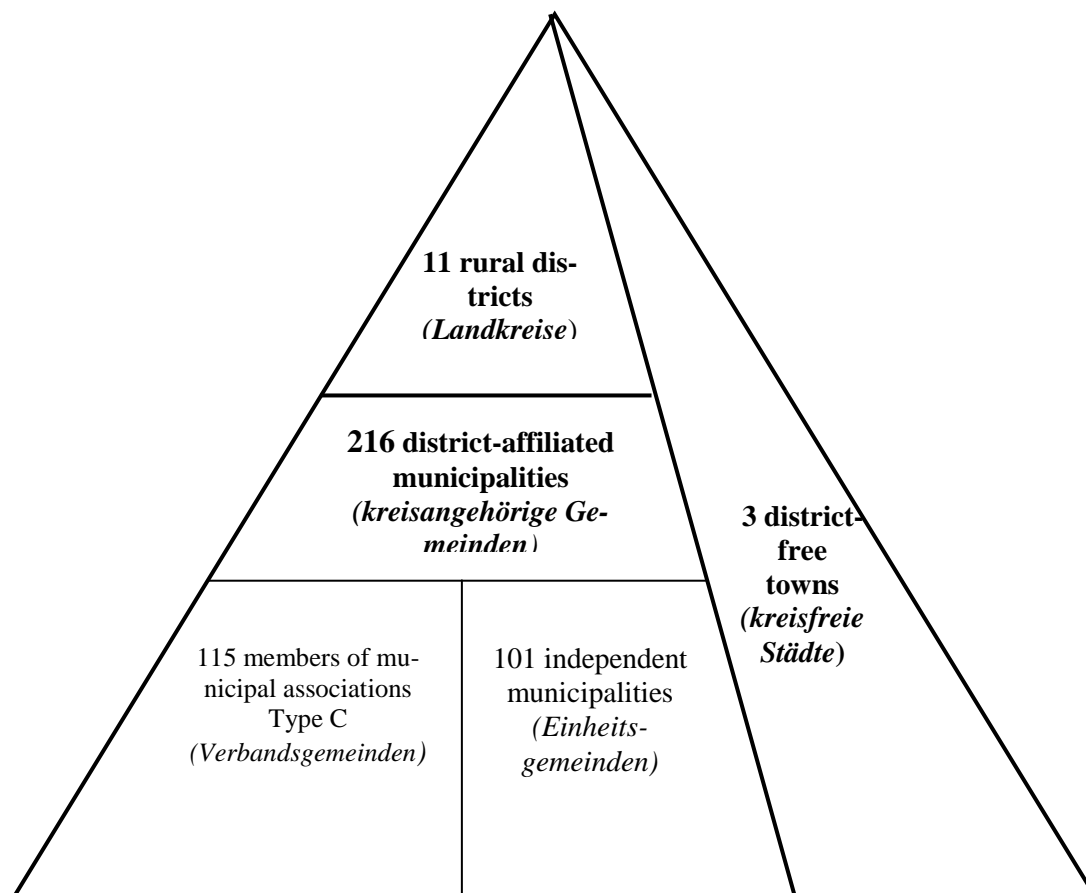 11 rural dis-
tricts
(Landkreise)
216 district-affiliated
municipalities
(kreisangehörige Ge-
meinden)
3 district-
free
towns
(kreisfreie
Städte)
115 members of mu-
nicipal associations
Type C
(Verbandsgemeinden)
101 independent
municipalities
(Einheits-
gemeinden)